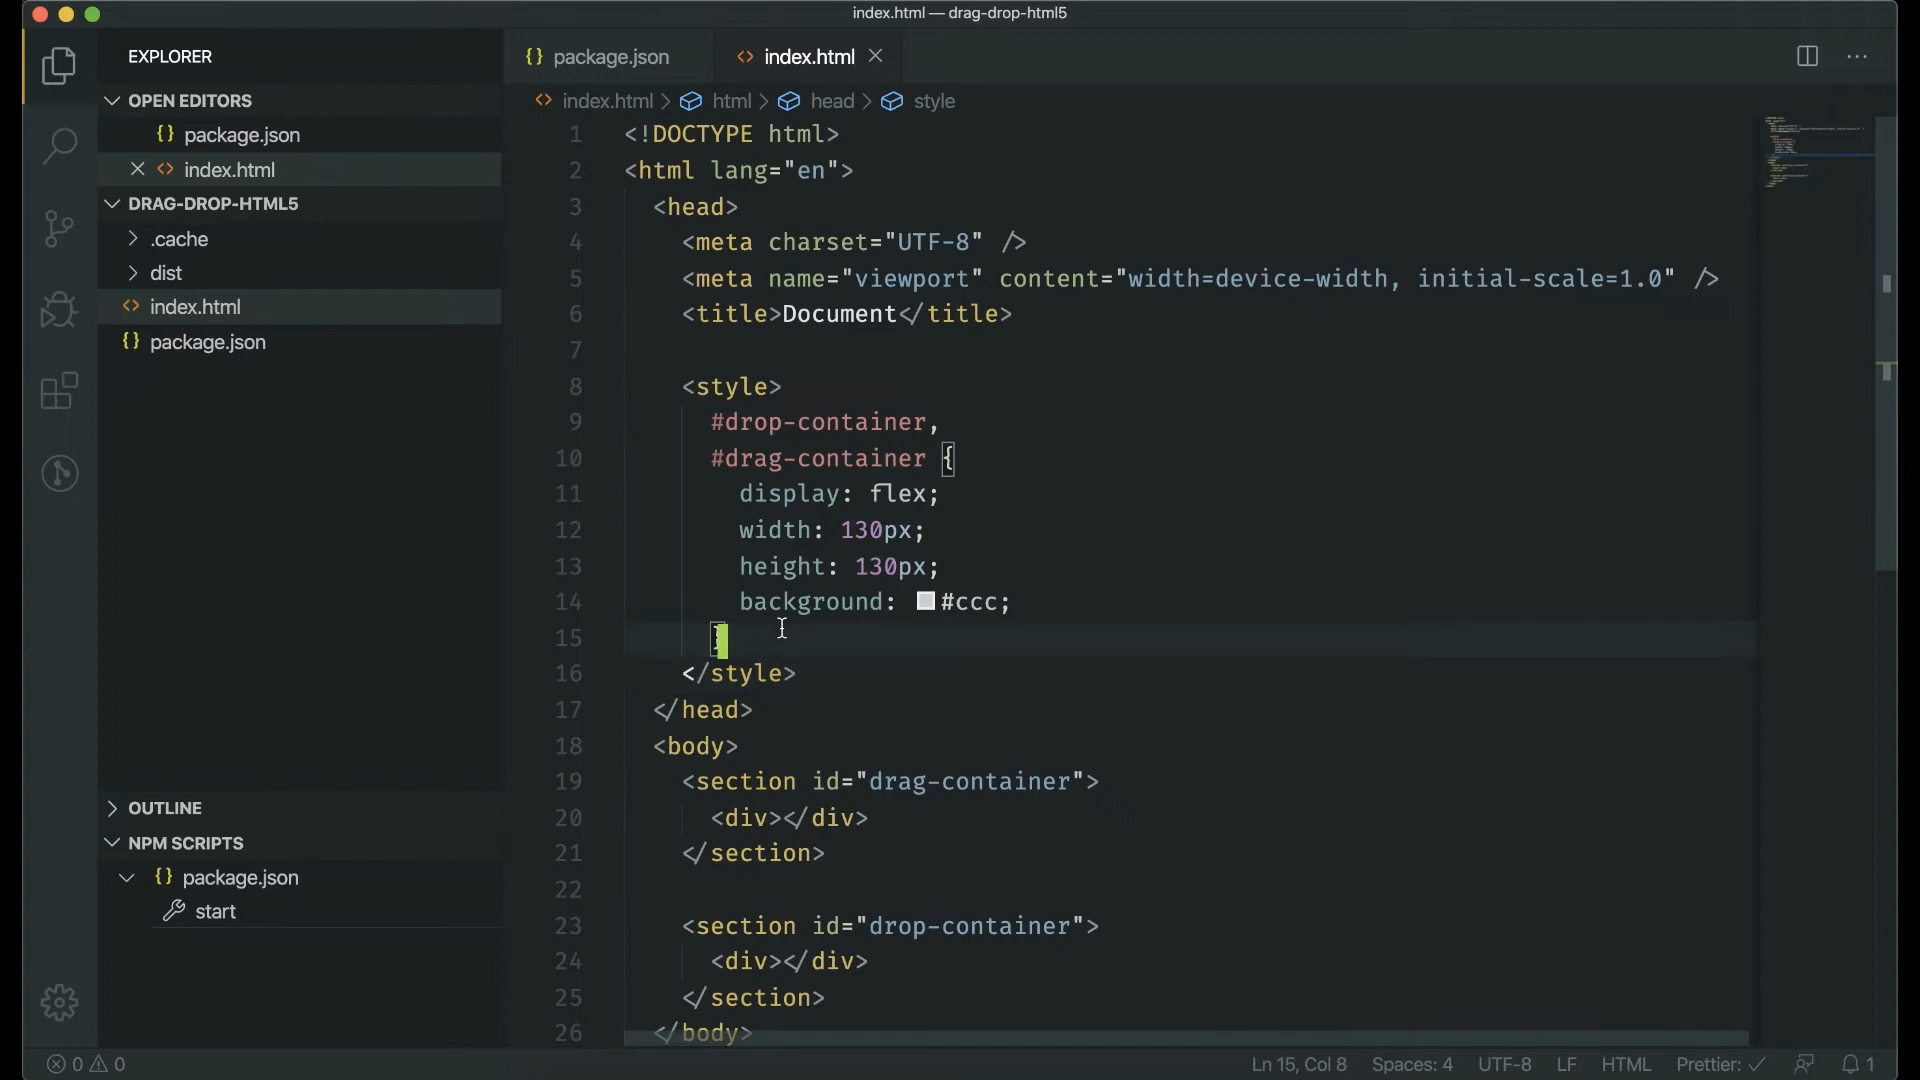 index.html — drag-drop-html5
EXPLORER
OPEN EDITORS
{} package.json
index.html
DRAG-DROP-HTML5
.cache
dist
index.html
{} package.json
OUTLINE
NPM SCRIPTS
{} package.json
start
{} package.json
<> index.html
<> index.html > html > head > style
1 <!DOCTYPE html>
2 <html lang="en">
3 <head>
4 <meta charset="UTF-8" />
5 <meta name="viewport" content="width=device-width, initial-scale=1.0" />
6 <title>Document</title>
7
8 <style>
9 #drop-container,
10 #drag-container {
11 display: flex;
12 width: 130px;
13 height: 130px;
14 background: #ccc;
15 }
16 </style>
17 </head>
18 <body>
19 <section id="drag-container">
20 <div></div>
21 </section>
22
23 <section id="drop-container">
24 <div></div>
25 </section>
26 </body>
0 0
Ln 15, Col 8 Spaces: 4 UTF-8 LF HTML Prettier: ✓ 1